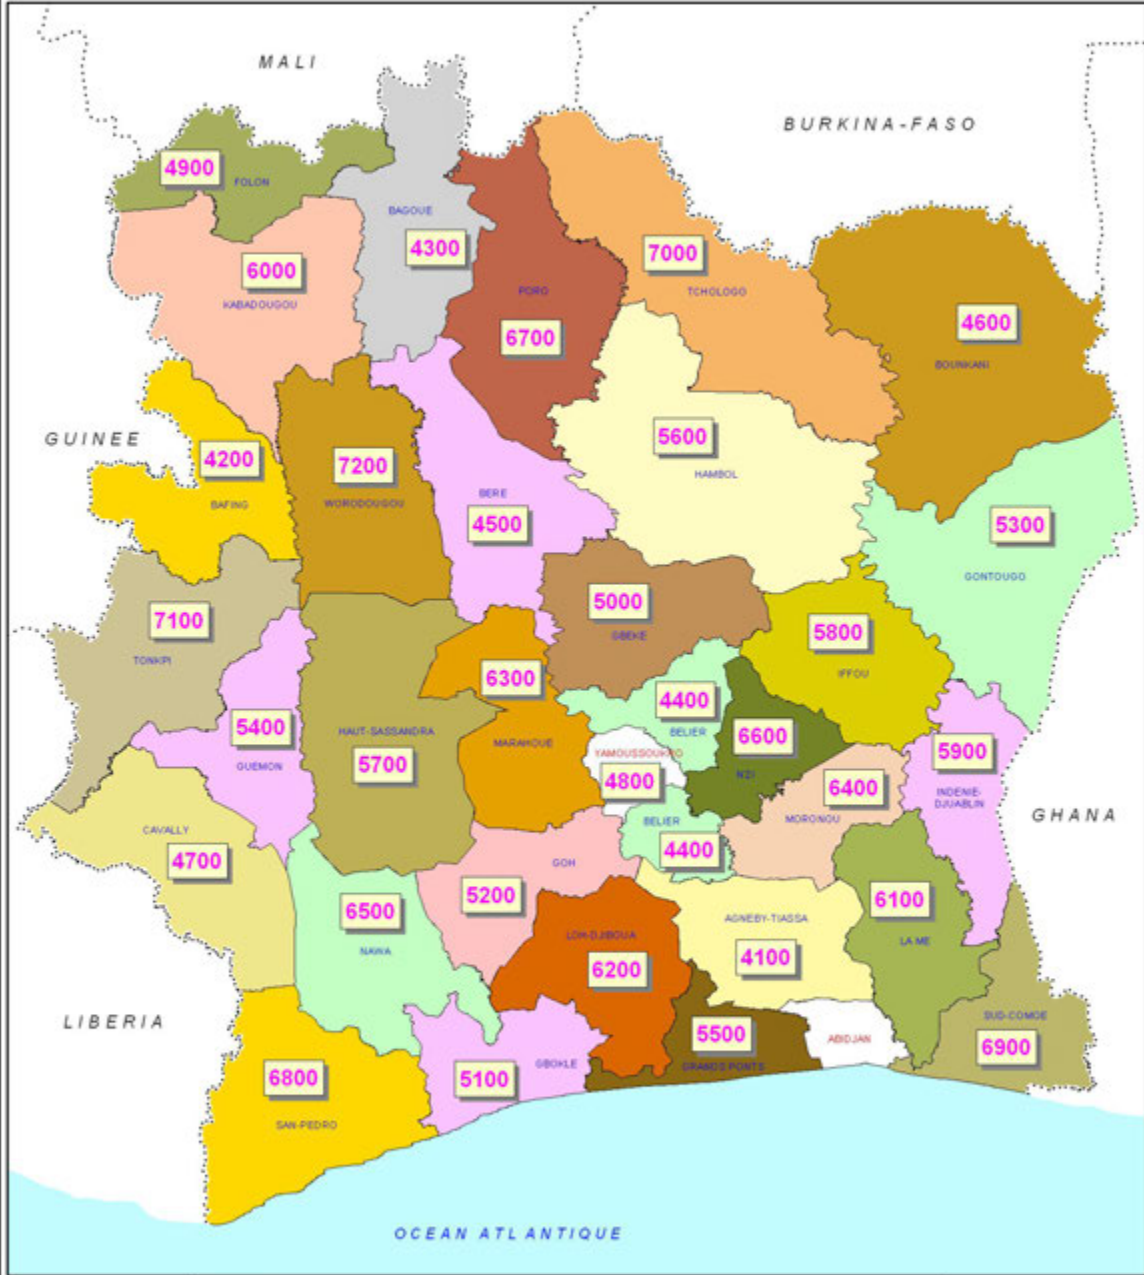 MALI
BURKINA-FASO
4900
FOLON
BAGOUE
4300
6000
KABADOUGOU
7000
TCHOLOGO
PORO
6700
4600
BOUNKANI
GUINEE
4200
BAFING
7200
WORODOUGOU
BERE
4500
5600
HAMBOL
5300
GONTOUGO
7100
TONKPI
5000
GBEKE
5800
IFFOU
6300
MARAHOUE
4400
BELIER
5400
GUEMON
HAUT-SASSANDRA
5700
YAMOUSSOUKRO
4800
6600
N'ZI
5900
INDENIE-
DJUABLIN
6400
MORONOU
GHANA
CAVALLY
4700
BELIER
4400
GOH
5200
6500
NAWA
LOH-DJIBOUA
6200
AGNEBY-TIASSA
4100
6100
LA ME
LIBERIA
SUD-COMOE
6900
5500
GRANDS PONTS
ABIDJAN
6800
SAN-PEDRO
5100
GBOKLE
OCEAN ATLANTIQUE